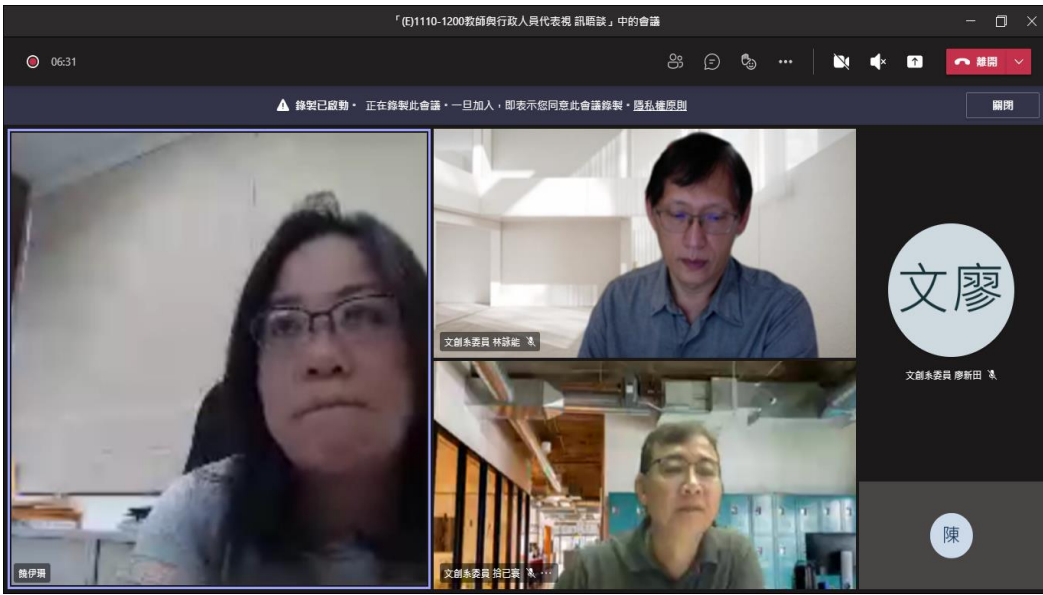 「(E)1110-1200教師與行政人員代表視 訊晤談」中的會議
06:31
離開
錄製已啟動。 正在錄製此會議。一旦加入,即表示您同意此會議錄製。隱私權原則
關閉
文創系委員 林詠能
文廖
文創系委員 廖新田
饒伊珊
文創系委員
陳